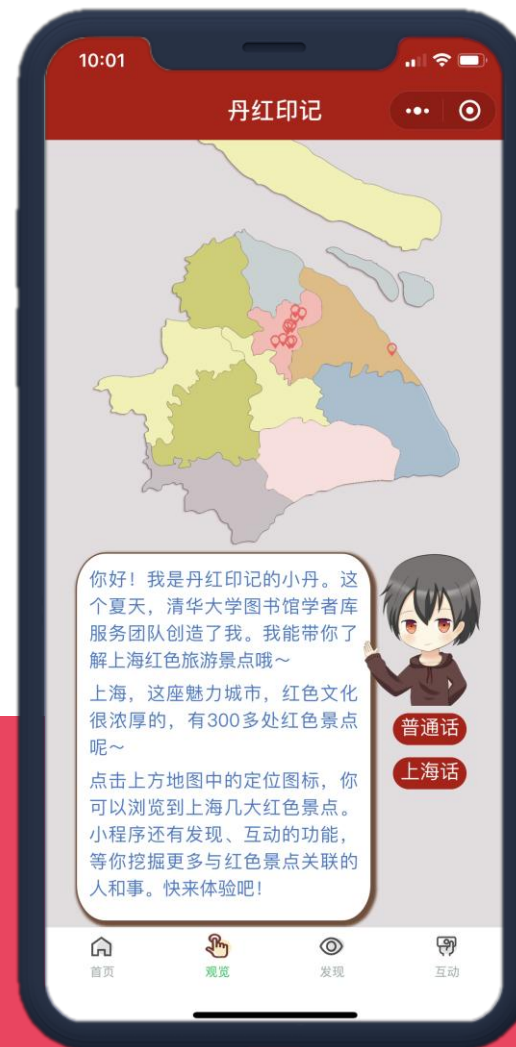 10:01
丹红印记
你好！我是丹红印记的小丹。这
个夏天，清华大学图书馆学者库
服务团队创造了我。我能带你了
解上海红色旅游景点哦～
上海，这座魅力城市，红色文化
很浓厚的，有300多处红色景点
呢～
点击上方地图中的定位图标，你
可以浏览到上海几大红色景点。
小程序还有发现、互动的功能，
等你挖掘更多与红色景点关联的
人和事。快来体验吧！
普通话
上海话
首页
观览
发现
互动